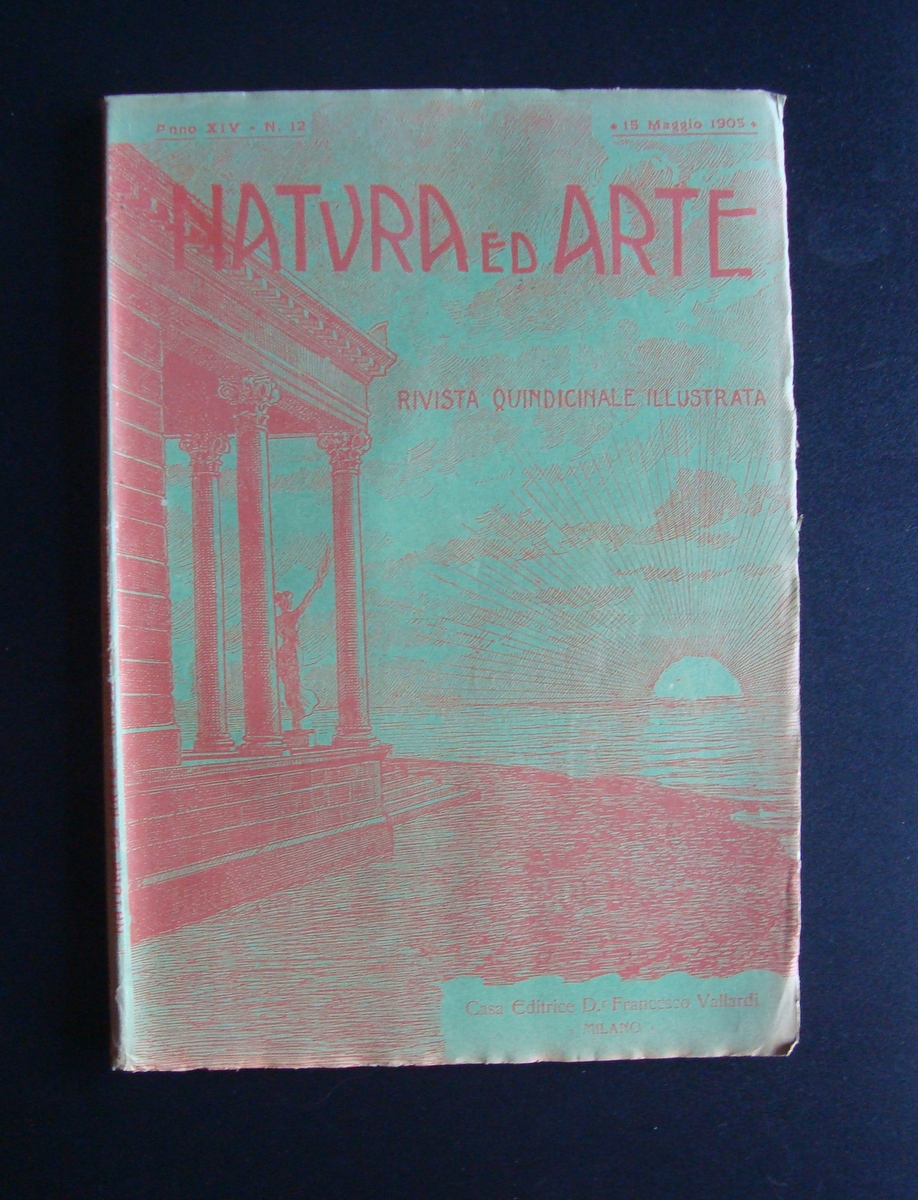 Anno XIV - N. 12
• 15 Maggio 1905 •
NATVRA ED ARTE
RIVISTA QUINDICINALE ILLUSTRATA
Casa Editrice D.r Francesco Vallardi
MILANO